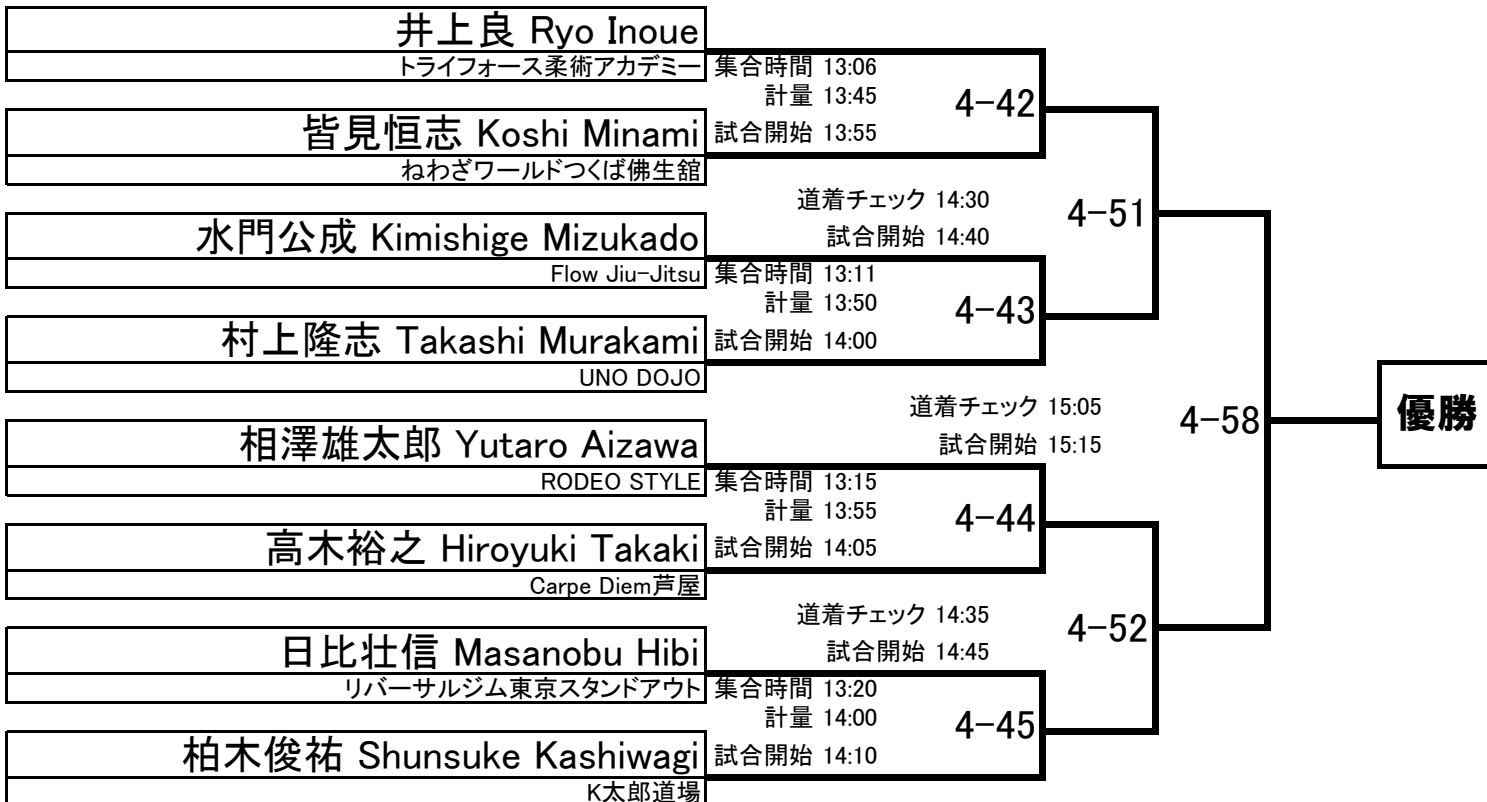 井上良 Ryo Inoue
トライフォース柔術アカデミー
集合時間 13:06
計量 13:45
4-42
皆見恒志 Koshi Minami
試合開始 13:55
ねわざワールドつくば佛生舘
道着チェック 14:30
4-51
水門公成 Kimishige Mizukado
試合開始 14:40
Flow Jiu-Jitsu
集合時間 13:11
計量 13:50
4-43
村上隆志 Takashi Murakami
試合開始 14:00
UNO DOJO
道着チェック 15:05
4-58
優勝
相澤雄太郎 Yutaro Aizawa
試合開始 15:15
RODEO STYLE
集合時間 13:15
計量 13:55
4-44
高木裕之 Hiroyuki Takaki
試合開始 14:05
Carpe Diem芦屋
道着チェック 14:35
4-52
日比壮信 Masanobu Hibi
試合開始 14:45
リバーサルジム東京スタンドアウト
集合時間 13:20
計量 14:00
4-45
柏木俊祐 Shunsuke Kashiwagi
試合開始 14:10
K太郎道場